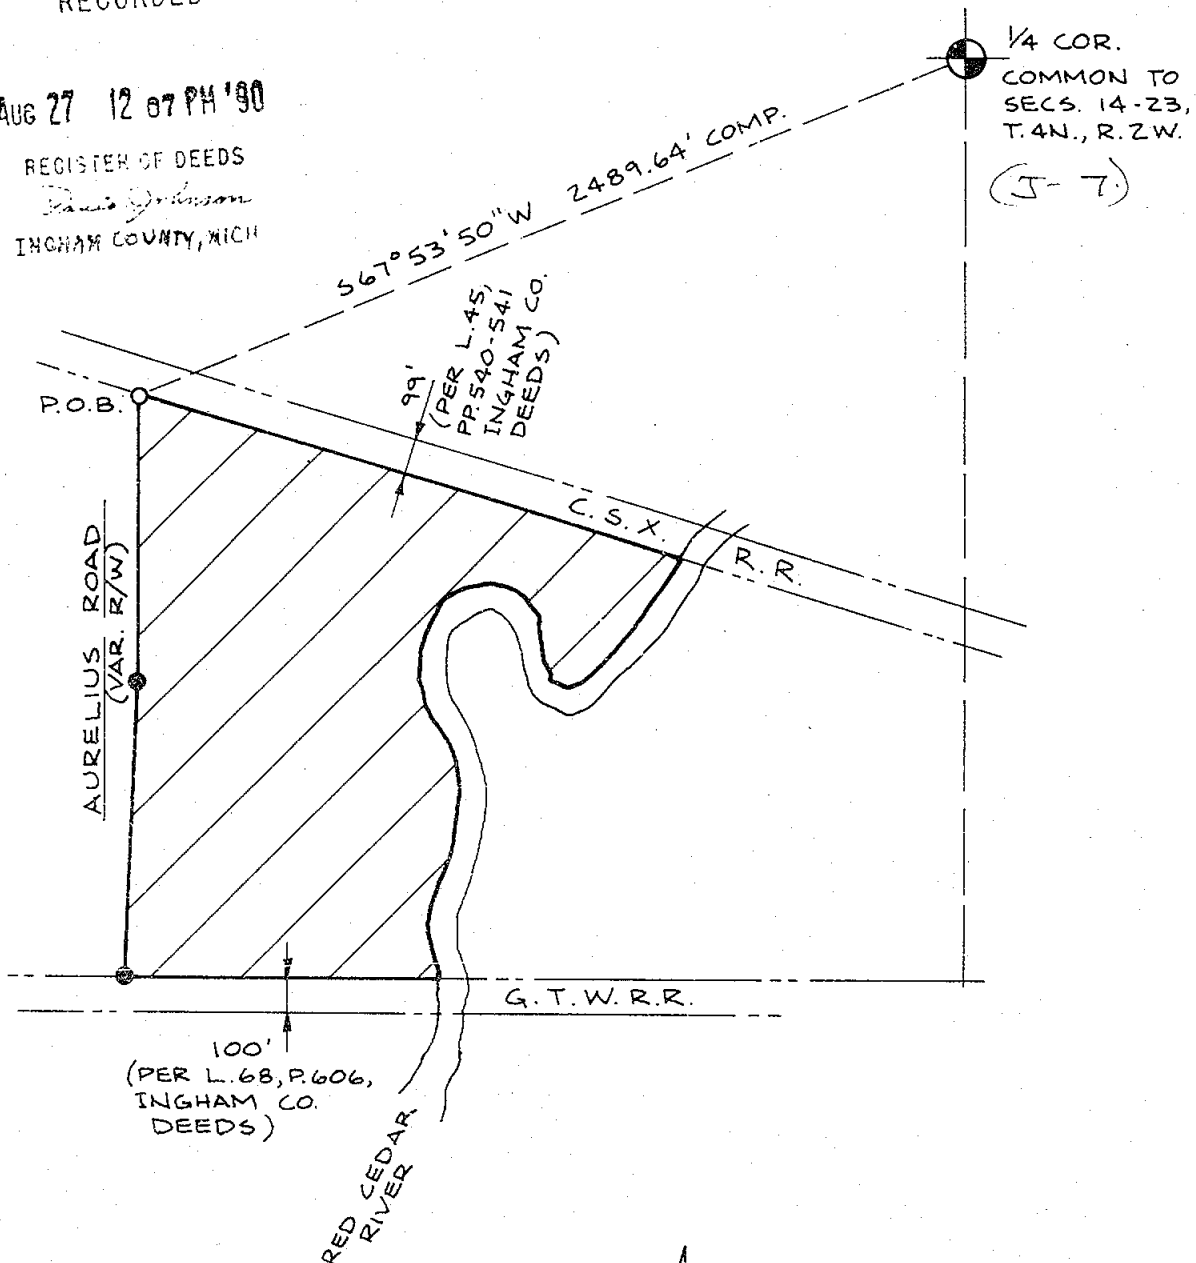 RECORDED
AUG 27 12 07 PM '90
REGISTER OF DEEDS
INGHAM COUNTY, MICH
1/4 COR.
COMMON TO
SECS. 14-23,
T. 4N., R. 2W.
(J-7)
S67°53'50"W 2489.64' COMP.
99'
(PER L.45,
PP.540-541
INGHAM CO.
DEEDS)
P.O.B.
C.S.X. R.R.
AURELIUS ROAD
(VAR. R/W)
G.T.W.R.R.
100'
(PER L.68, P.606,
INGHAM CO.
DEEDS)
RED CEDAR
RIVER